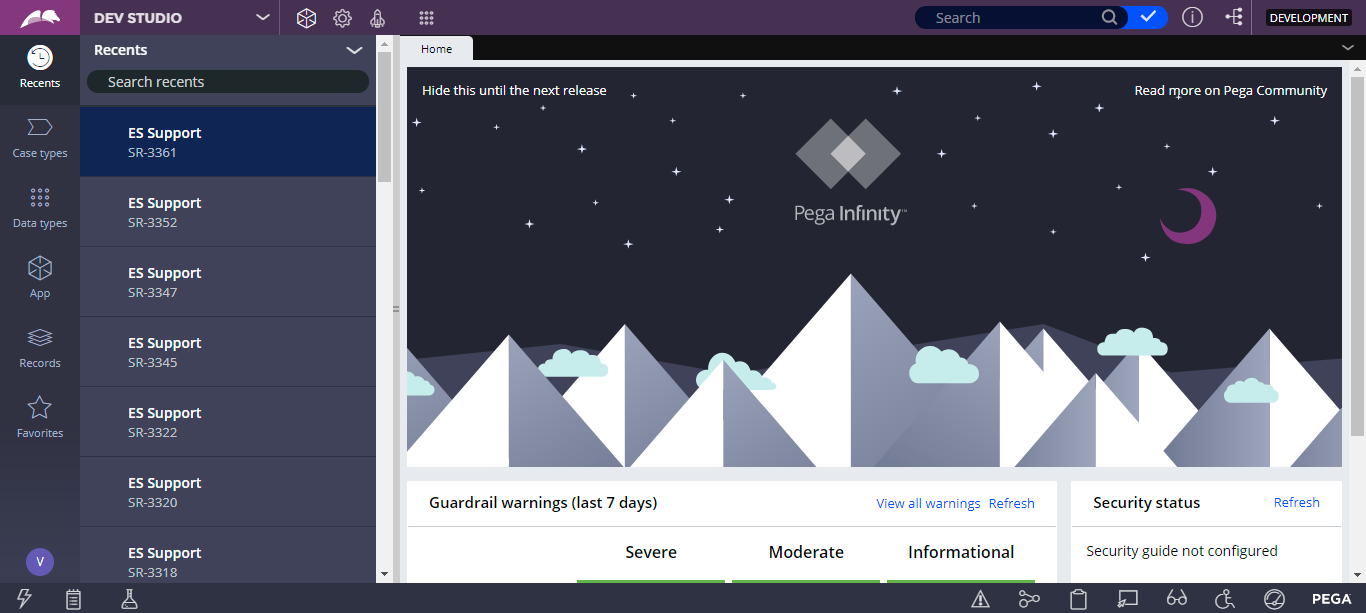 DEV STUDIO
Search
DEVELOPMENT
Recents
Search recents
Home
Recents
Case types
Data types
App
Records
Favorites
V
ES Support
SR-3361
ES Support
SR-3352
ES Support
SR-3347
ES Support
SR-3345
ES Support
SR-3322
ES Support
SR-3320
ES Support
SR-3318
Hide this until the next release
Read more on Pega Community
Pega Infinity™
Guardrail warnings (last 7 days)
View all warnings Refresh
Severe Moderate Informational
Security status
Refresh
Security guide not configured
PEGA